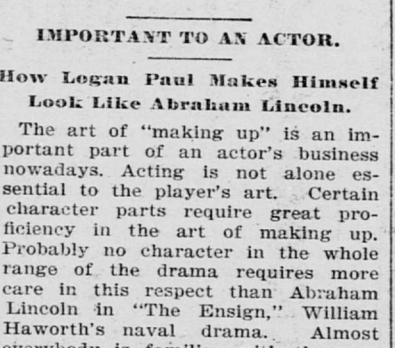 IMPORTANT TO AN ACTOR.
How Logan Paul Makes Himself
Look Like Abraham Lincoln.
The art of "making up" is an im-
portant part of an actor's business
nowadays. Acting is not alone es-
sential to the player's art. Certain
character parts require great pro-
ficiency in the art of making up.
Probably no character in the whole
range of the drama requires more
care in this respect than Abraham
Lincoln in "The Ensign," William
Haworth's naval drama. Almost